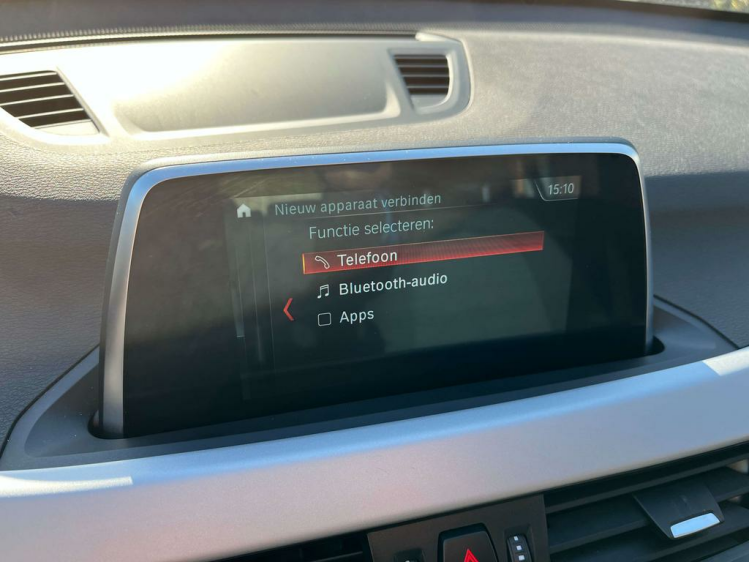 Nieuw apparaat verbinden
15:10
Functie selecteren:
Telefoon
Bluetooth-audio
Apps